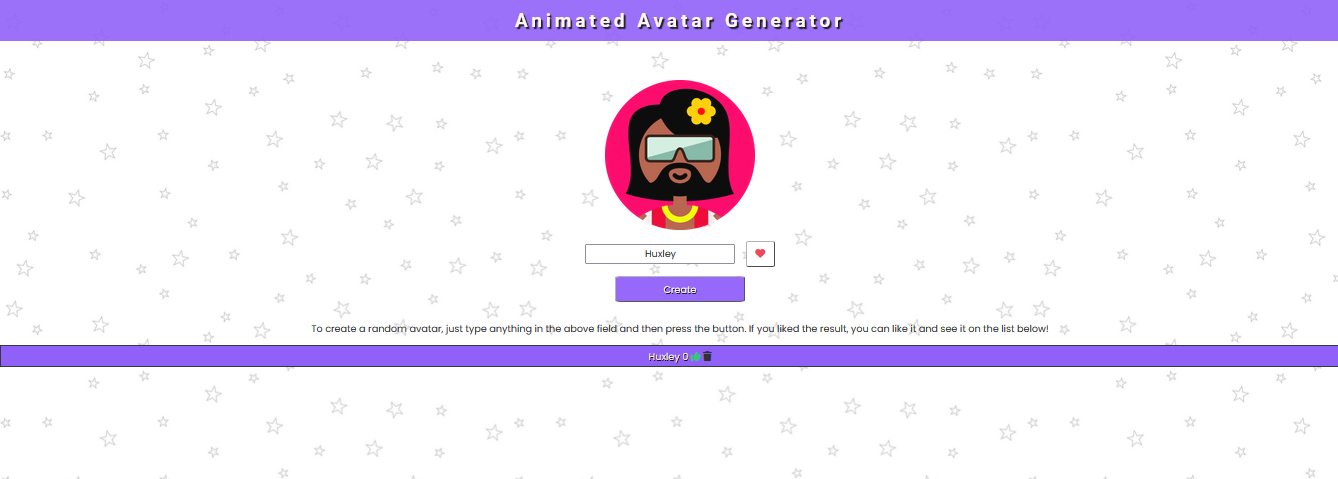 Animated Avatar Generator
Huxley
Create
To create a random avatar, just type anything in the above field and then press the button. If you liked the result, you can like it and see it on the list below!
Huxley 0